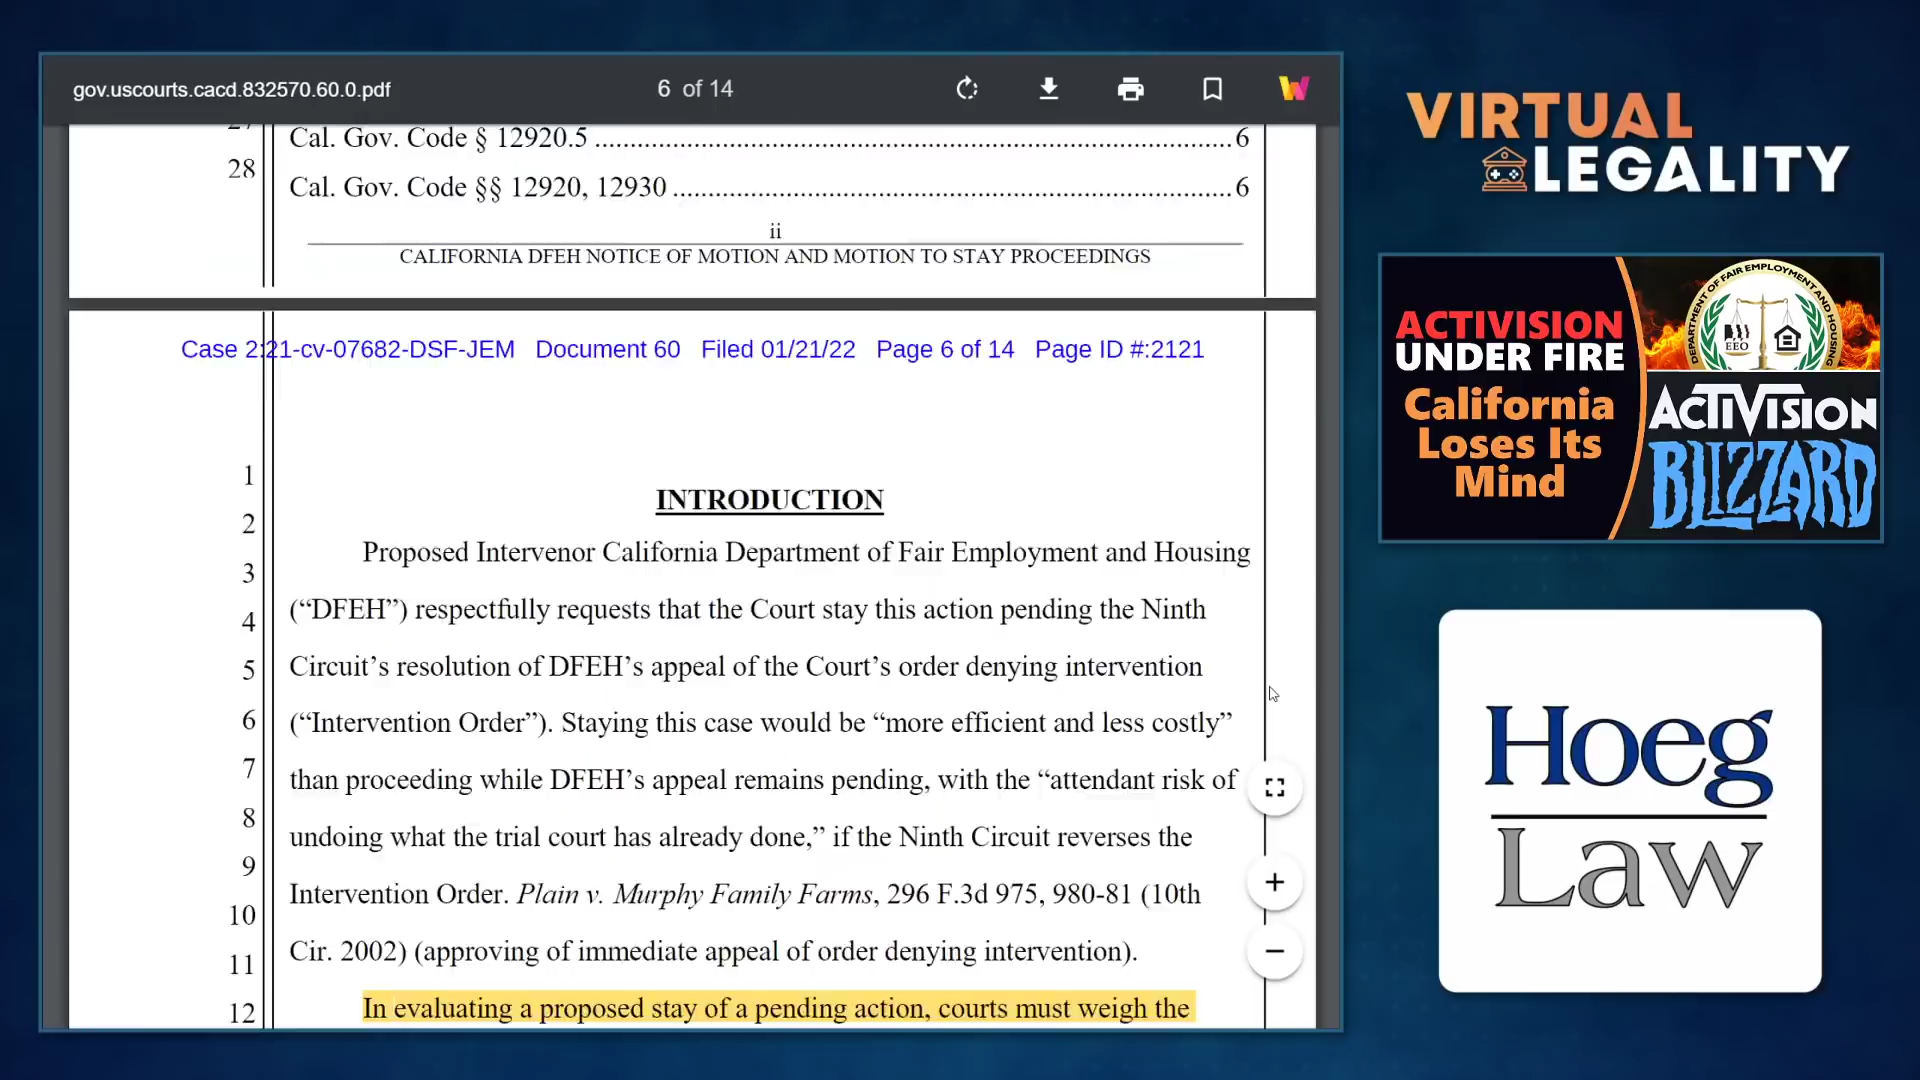 gov.uscourts.cacd.832570.60.0.pdf
6 of 14
27
Cal. Gov. Code § 12920.5 ........................................................................................6
28
Cal. Gov. Code §§ 12920, 12930 .............................................................................6
ii
CALIFORNIA DFEH NOTICE OF MOTION AND MOTION TO STAY PROCEEDINGS
Case 2:21-cv-07682-DSF-JEM Document 60 Filed 01/21/22 Page 6 of 14 Page ID #:2121
1
INTRODUCTION
2
Proposed Intervenor California Department of Fair Employment and Housing
3
(“DFEH”) respectfully requests that the Court stay this action pending the Ninth
4
Circuit’s resolution of DFEH’s appeal of the Court’s order denying intervention
5
(“Intervention Order”). Staying this case would be “more efficient and less costly”
6
than proceeding while DFEH’s appeal remains pending, with the “attendant risk of
7
undoing what the trial court has already done,” if the Ninth Circuit reverses the
8
Intervention Order. Plain v. Murphy Family Farms, 296 F.3d 975, 980-81 (10th
9
Cir. 2002) (approving of immediate appeal of order denying intervention).
10
11
In evaluating a proposed stay of a pending action, courts must weigh the
12
VIRTUAL
LEGALITY
ACTIVISION
UNDER FIRE
California
Loses Its
Mind
DEPARTMENT OF FAIR EMPLOYMENT AND HOUSING
EEO
ACTIVISION
BLIZZARD
Hoeg
Law